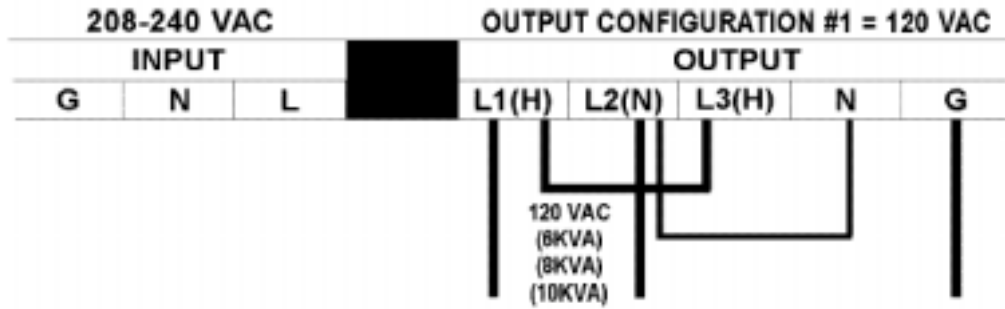 208-240 VAC OUTPUT CONFIGURATION #1 = 120 VAC
INPUT OUTPUT
G N L L1(H) L2(N) L3(H) N G
120 VAC
(6KVA)
(8KVA)
(10KVA)